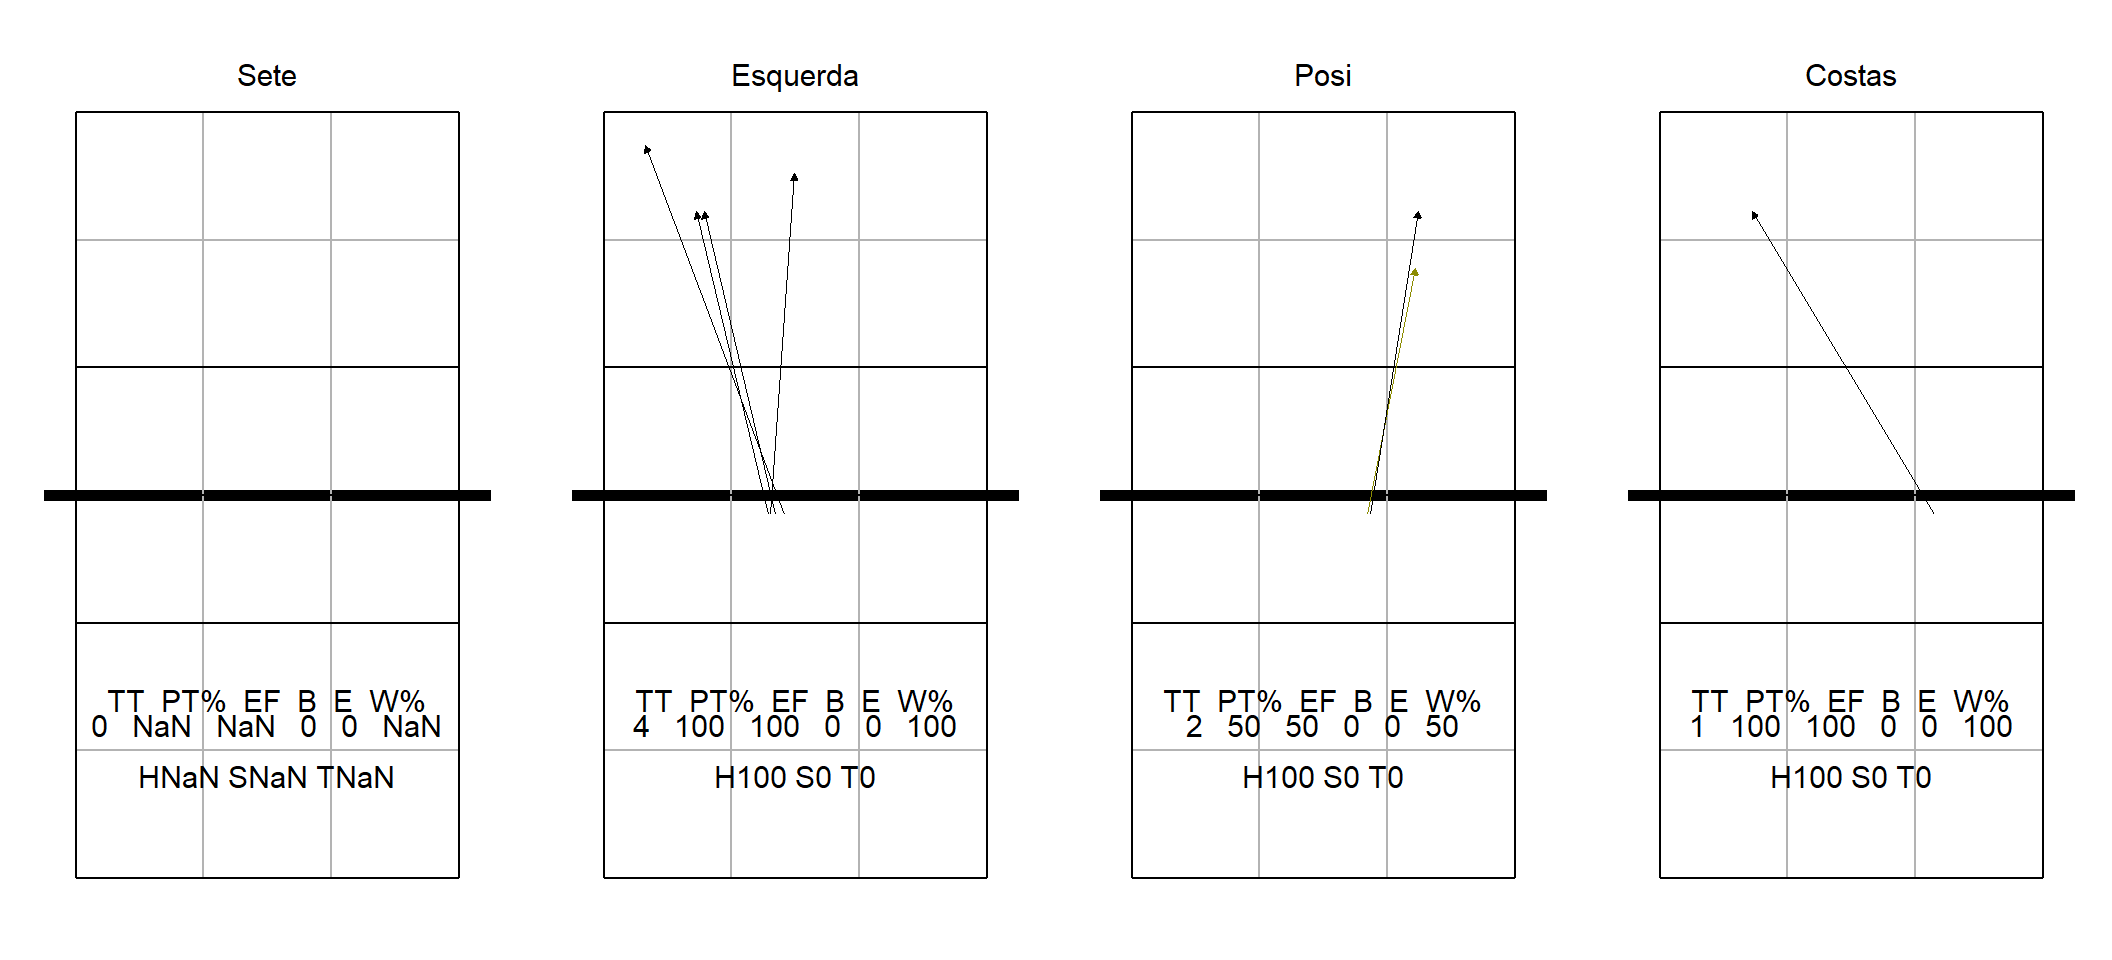 Sete
TT PT% EF B E W%
0 NaN NaN 0 0 NaN
HNaN SNaN TNaN
Esquerda
TT PT% EF B E W%
4 100 100 0 0 100
H100 S0 T0
Posi
TT PT% EF B E W%
2 50 50 0 0 50
H100 S0 T0
Costas
TT PT% EF B E W%
1 100 100 0 0 100
H100 S0 T0